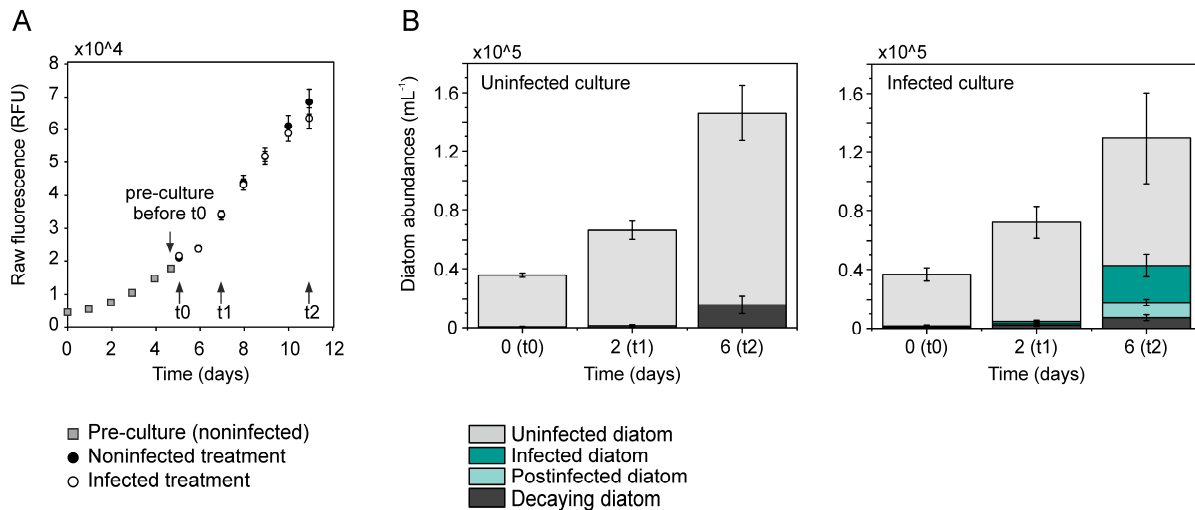 A
x10^4
Raw fluorescence (RFU)
8
7
6
5
4
3
2
1
0
pre-culture
before t0
t0
t1
t2
0 2 4 6 8 10 12
Time (days)
Pre-culture (noninfected)
Noninfected treatment
Infected treatment
B
x10^5
Uninfected culture
Diatom abundances (mL⁻¹)
1.6
1.2
0.8
0.4
0
0 (t0) 2 (t1) 6 (t2)
Time (days)
x10^5
Infected culture
1.6
1.2
0.8
0.4
0
0 (t0) 2 (t1) 6 (t2)
Time (days)
Uninfected diatom
Infected diatom
Postinfected diatom
Decaying diatom